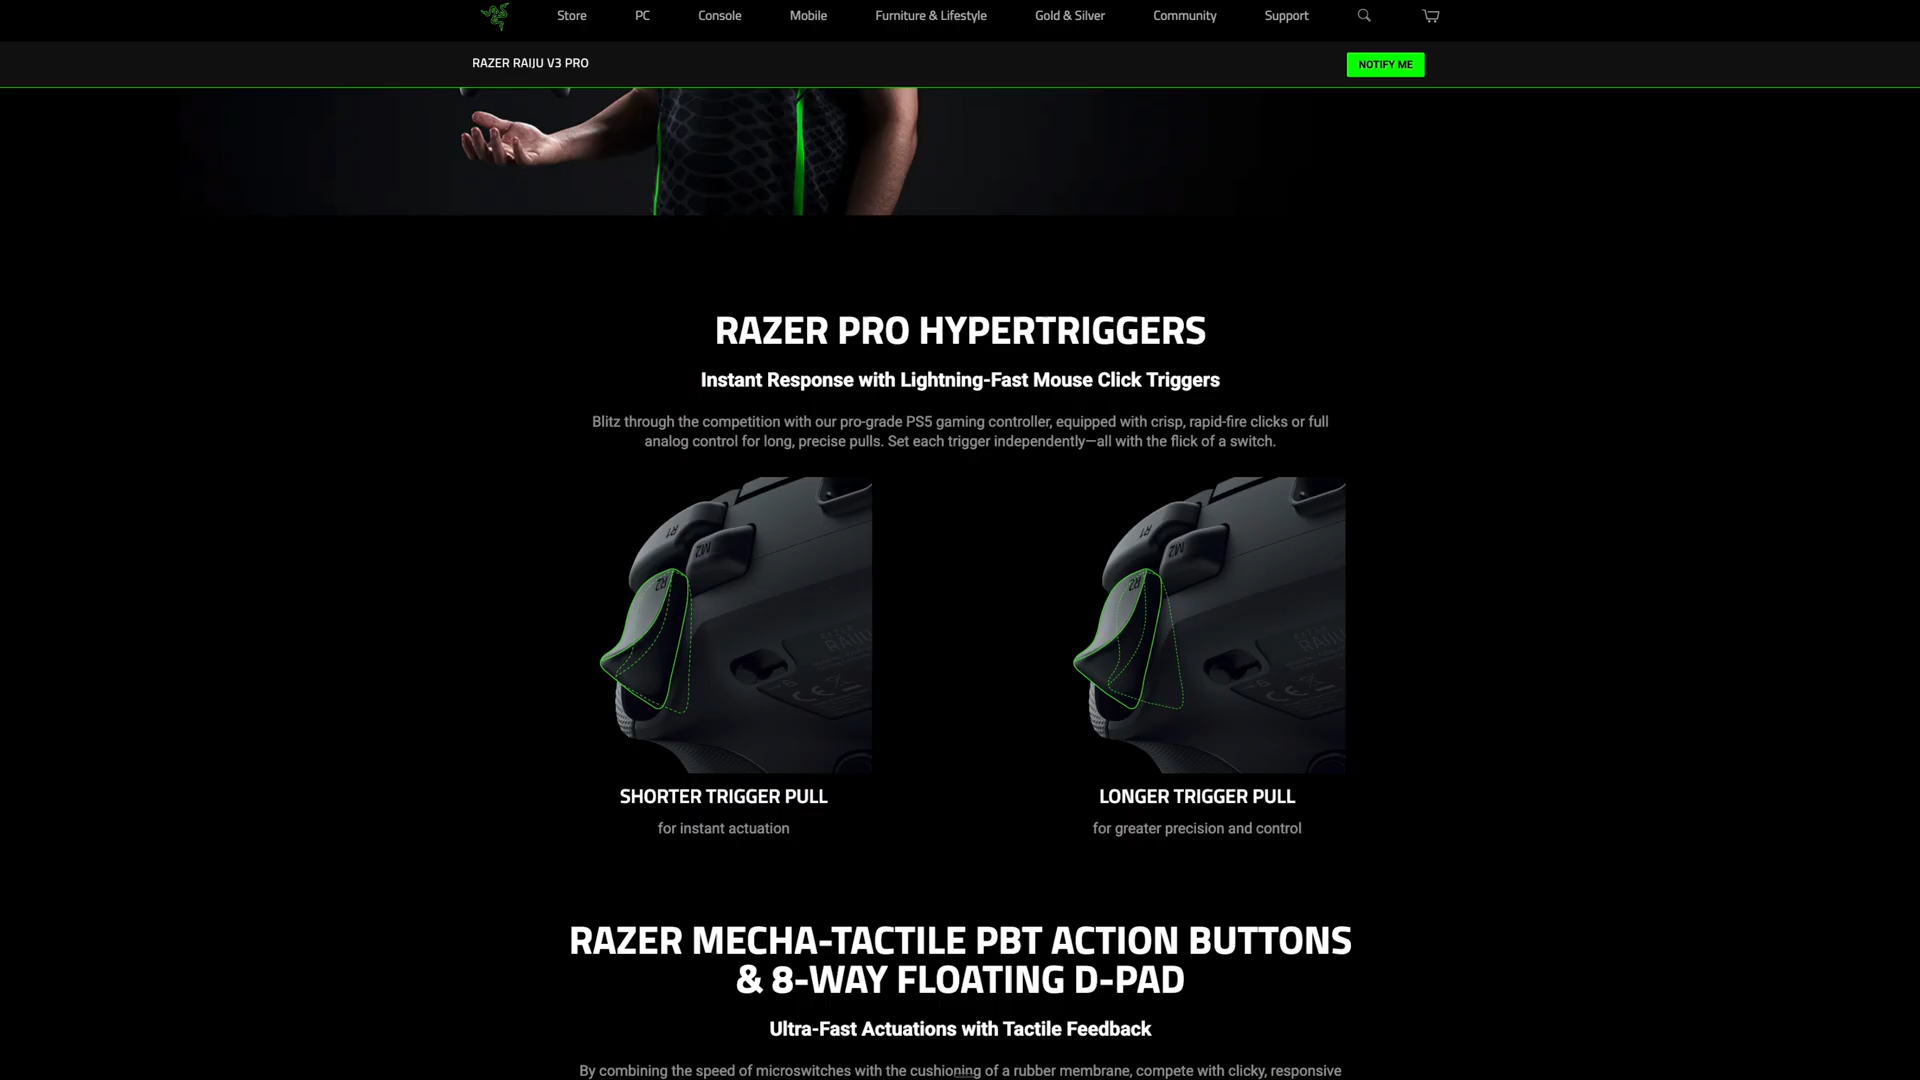 Store PC Console Mobile Furniture & Lifestyle Gold & Silver Community Support
RAZER RAIJU V3 PRO
NOTIFY ME
RAZER PRO HYPERTRIGGERS
Instant Response with Lightning-Fast Mouse Click Triggers
Blitz through the competition with our pro-grade PS5 gaming controller, equipped with crisp, rapid-fire clicks or full
analog control for long, precise pulls. Set each trigger independently—all with the flick of a switch.
R1 R1
M2 M2
R2 R2
SHORTER TRIGGER PULL LONGER TRIGGER PULL
for instant actuation for greater precision and control
RAZER MECHA-TACTILE PBT ACTION BUTTONS
& 8-WAY FLOATING D-PAD
Ultra-Fast Actuations with Tactile Feedback
By combining the speed of microswitches with the cushioning of a rubber membrane, compete with clicky, responsive